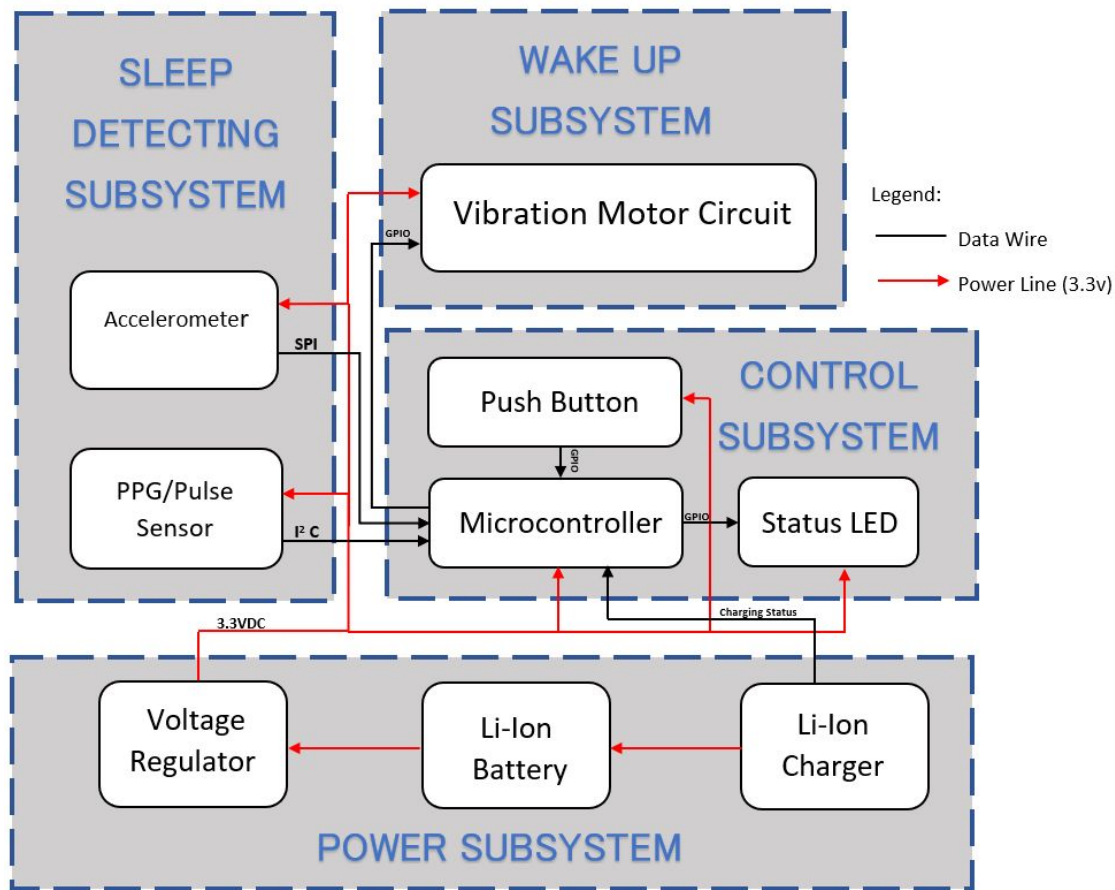 SLEEP
DETECTING
SUBSYSTEM
Accelerometer
SPI
PPG/Pulse
Sensor
I² C
WAKE UP
SUBSYSTEM
Vibration Motor Circuit
GPIO
Legend:
Data Wire
Power Line (3.3v)
CONTROL
SUBSYSTEM
Push Button
GPIO
Microcontroller
GPIO
Status LED
3.3VDC
Charging Status
Voltage
Regulator
Li-Ion
Battery
Li-Ion
Charger
POWER SUBSYSTEM